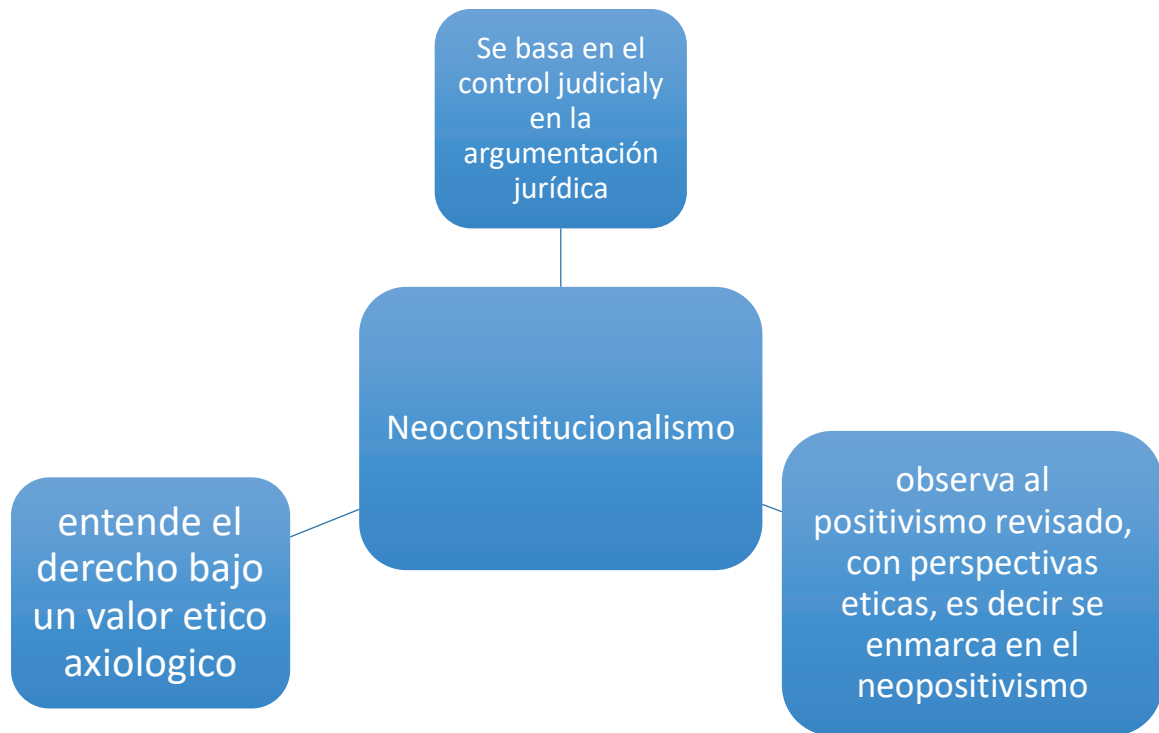 Se basa en el
control judicialy
en la
argumentación
jurídica
Neoconstitucionalismo
entende el
derecho bajo
un valor etico
axiologico
observa al
positivismo revisado,
con perspectivas
eticas, es decir se
enmarca en el
neopositivismo